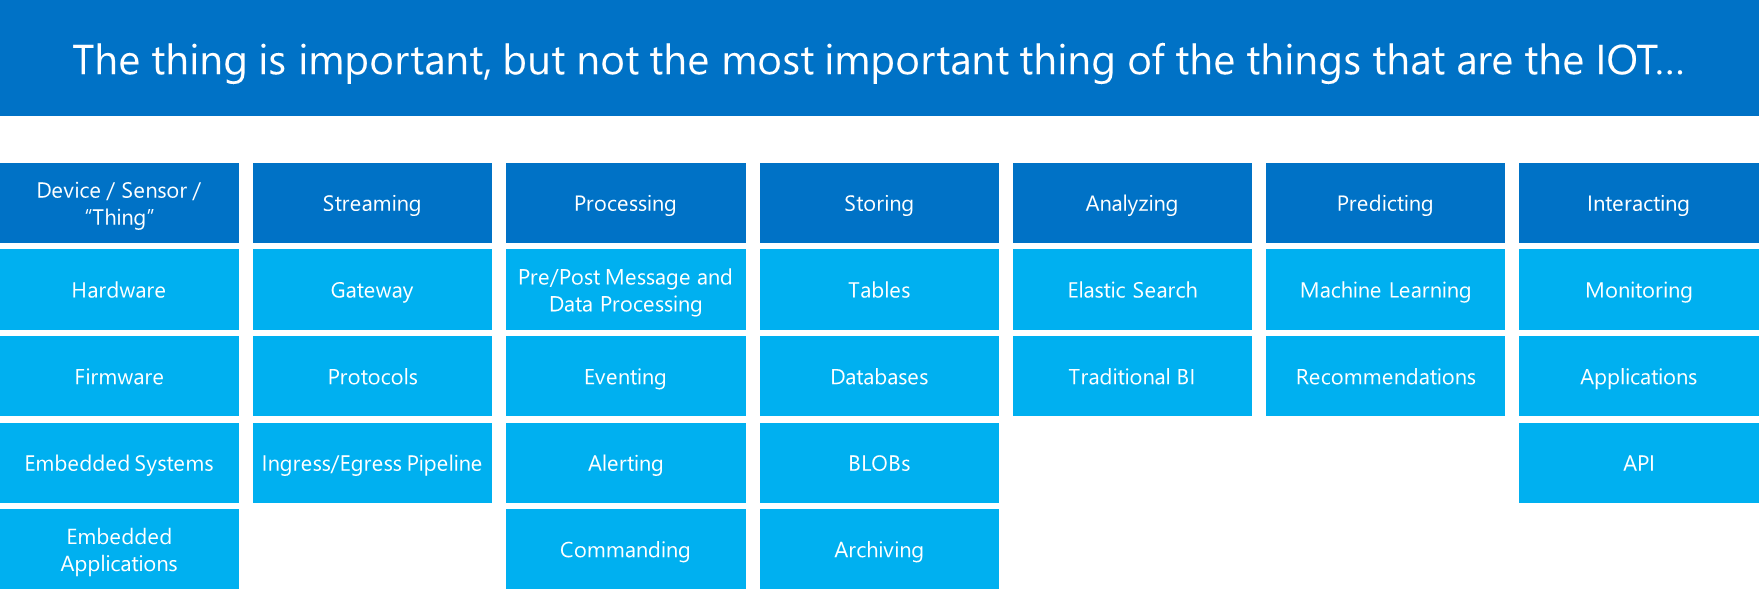 The thing is important, but not the most important thing of the things that are the IOT...
Device / Sensor /
“Thing”
Streaming
Processing
Storing
Analyzing
Predicting
Interacting
Hardware
Gateway
Pre/Post Message and
Data Processing
Tables
Elastic Search
Machine Learning
Monitoring
Firmware
Protocols
Eventing
Databases
Traditional BI
Recommendations
Applications
Embedded Systems
Ingress/Egress Pipeline
Alerting
BLOBs
API
Embedded
Applications
Commanding
Archiving